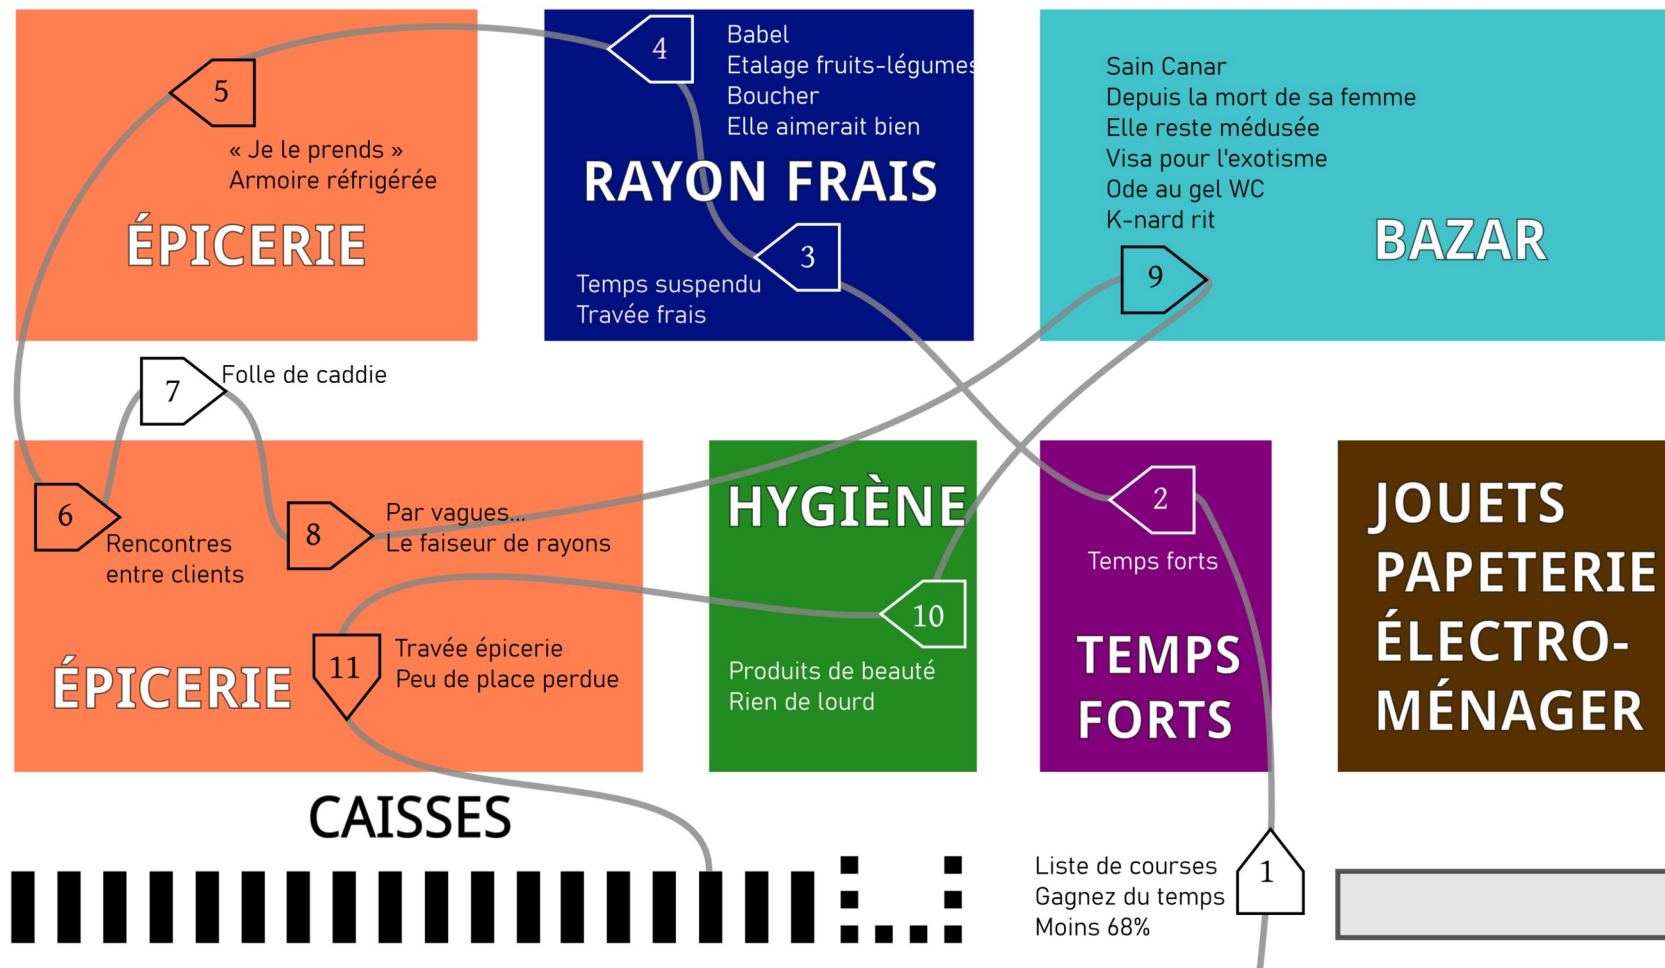 5
« Je le prends »
Armoire réfrigérée
ÉPICERIE
4
Babel
Etalage fruits-légumes
Boucher
Elle aimerait bien
RAYON FRAIS
3
Temps suspendu
Travée frais
Sain Canar
Depuis la mort de sa femme
Elle reste médusée
Visa pour l'exotisme
Ode au gel WC
K-nard rit
BAZAR
9
7
Folle de caddie
6
Rencontres
entre clients
8
Par vagues...
Le faiseur de rayons
ÉPICERIE
11
Travée épicerie
Peu de place perdue
HYGIÈNE
10
Produits de beauté
Rien de lourd
2
Temps forts
TEMPS
FORTS
JOUETS
PAPETERIE
ÉLECTRO-
MÉNAGER
CAISSES
Liste de courses
Gagnez du temps
Moins 68%
1